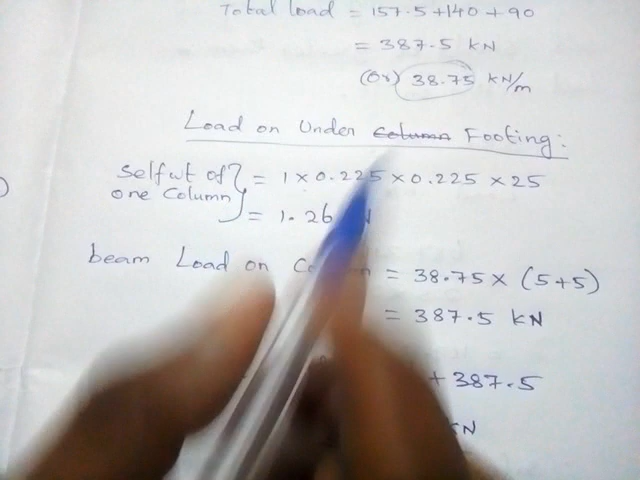 Total load = 157.5+140+90
= 387.5 kN
(Or) 38.75 kN/m
Load on Under Column Footing:
Selfwt of
one Column } = 1 × 0.225 × 0.225 × 25
= 1.26
beam Load on = 38.75 × (5+5)
= 387.5 kN
+ 387.5
kN